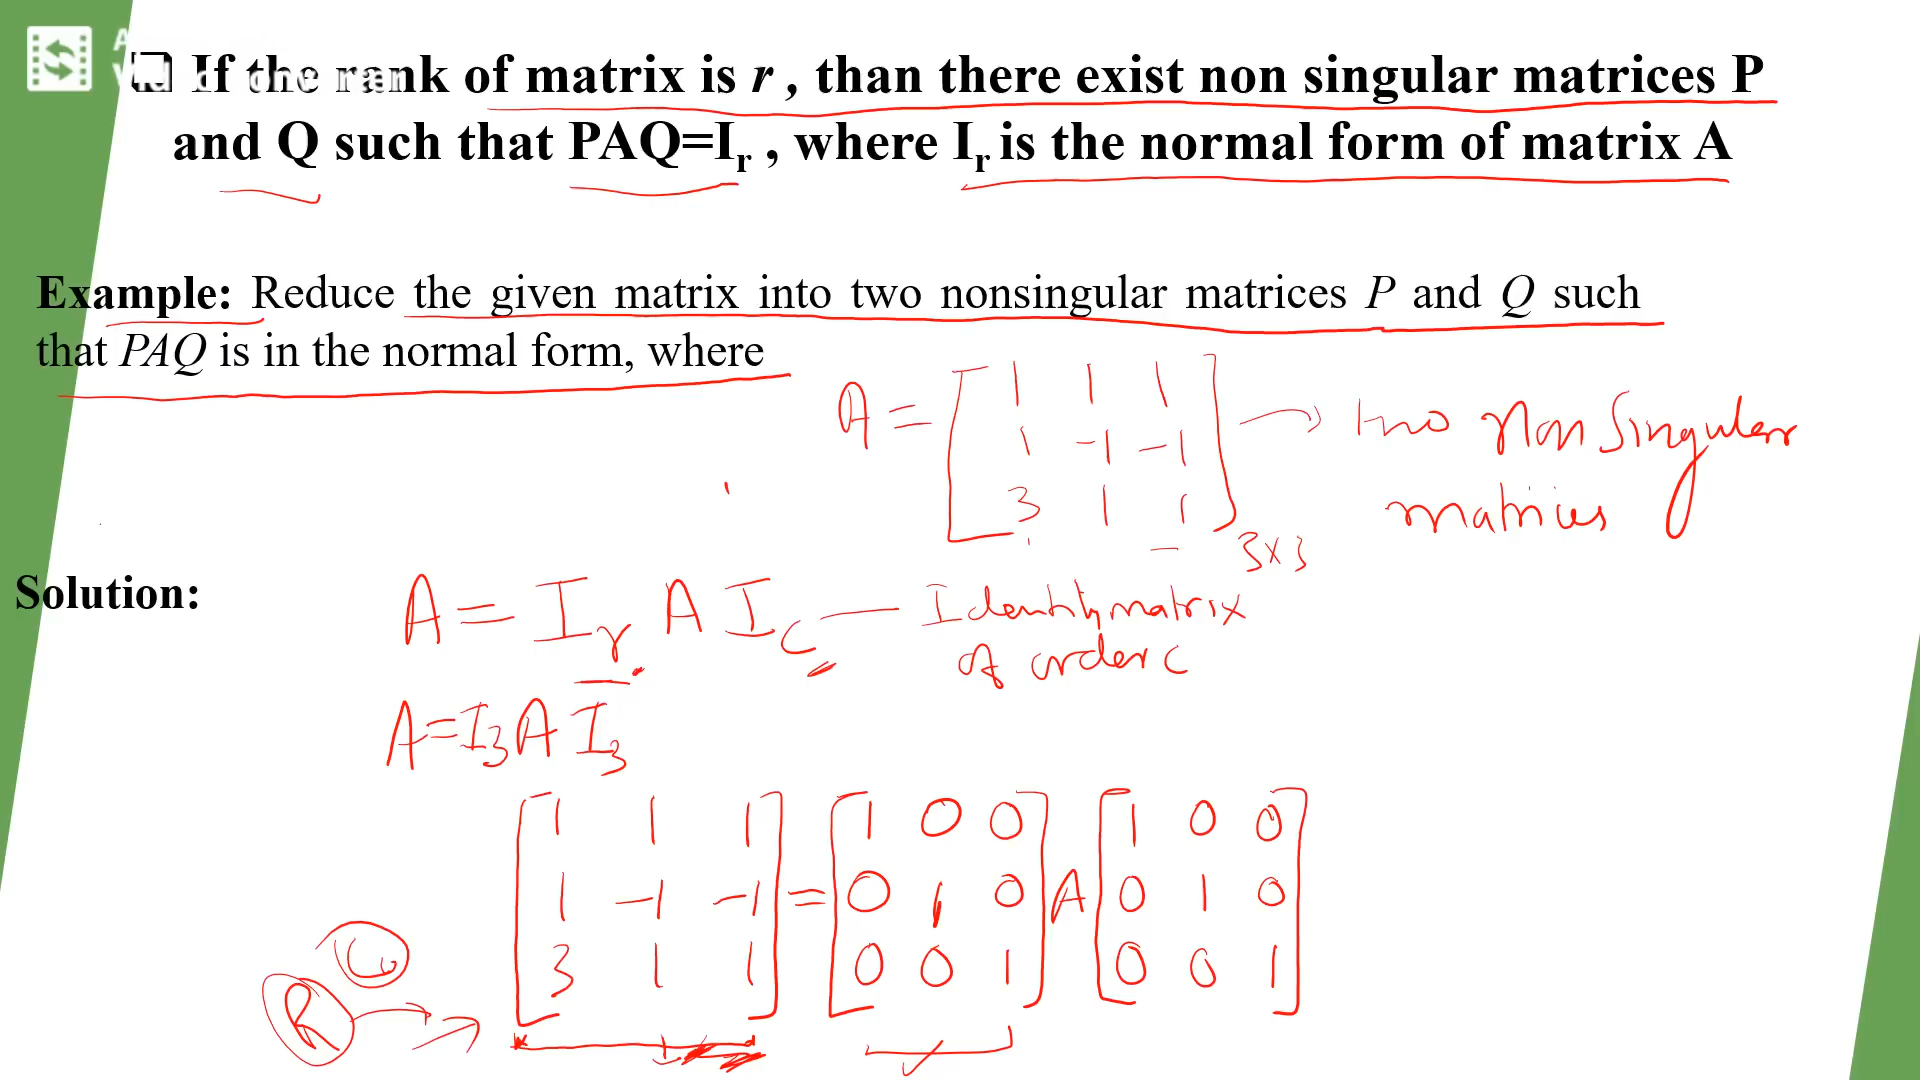 ❑ If the rank of matrix is r , than there exist non singular matrices P
and Q such that PAQ=Ir , where Ir is the normal form of matrix A
Example: Reduce the given matrix into two nonsingular matrices P and Q such
that PAQ is in the normal form, where
A = [ 1 1 1
1 -1 -1
3 1 1 ] 3x3
→ two Non Singular
matrices
Solution:
A = Ir A Ic — Identity matrix
of order c
A = I3 A I3
[ 1 1 1 = [ 1 0 0 A [ 1 0 0
1 -1 -1 0 1 0 0 1 0
3 1 1 ] 0 0 1 ] 0 0 1 ]
R